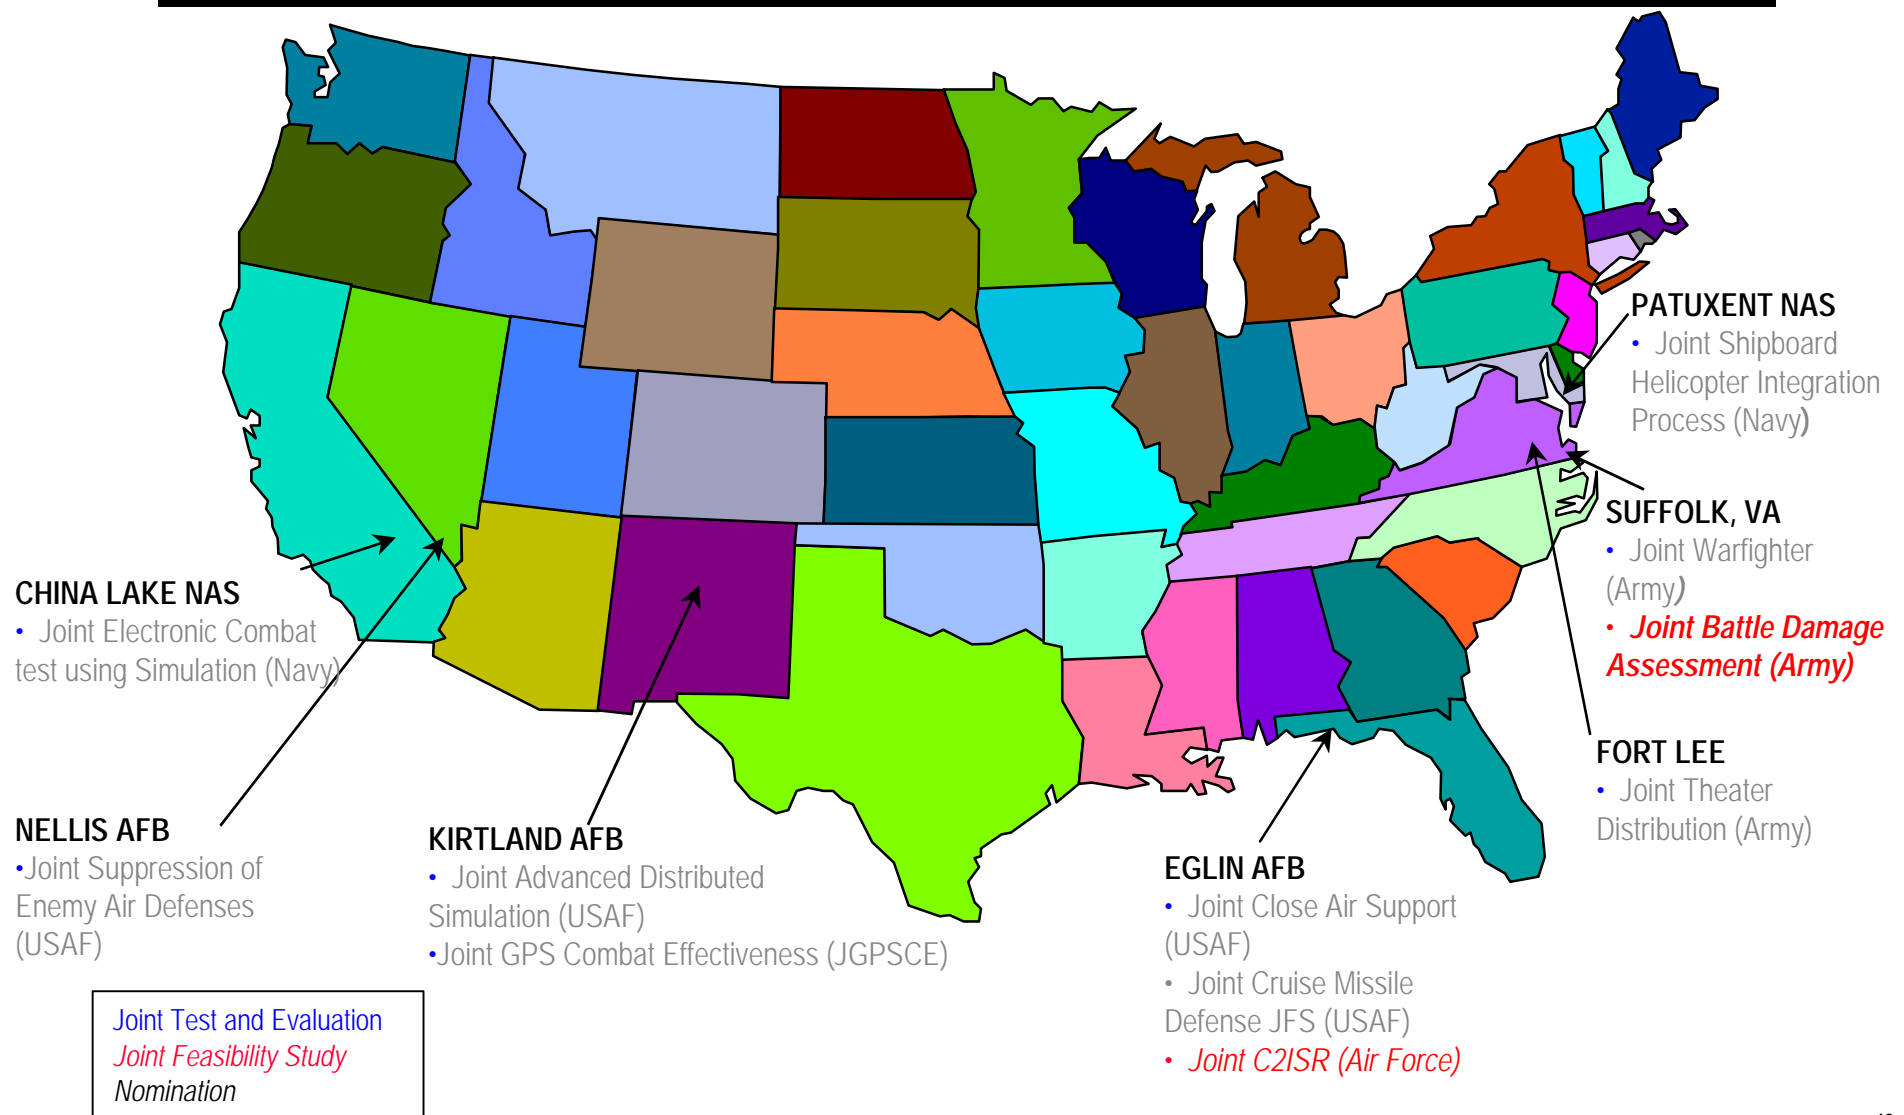 PATUXENT NAS
• Joint Shipboard
Helicopter Integration
Process (Navy)
SUFFOLK, VA
• Joint Warfighter
(Army)
• Joint Battle Damage
Assessment (Army)
CHINA LAKE NAS
• Joint Electronic Combat
test using Simulation (Navy)
FORT LEE
• Joint Theater
Distribution (Army)
NELLIS AFB
•Joint Suppression of
Enemy Air Defenses
(USAF)
KIRTLAND AFB
• Joint Advanced Distributed
Simulation (USAF)
•Joint GPS Combat Effectiveness (JGPSCE)
EGLIN AFB
• Joint Close Air Support
(USAF)
• Joint Cruise Missile
Defense JFS (USAF)
• Joint C2ISR (Air Force)
Joint Test and Evaluation
Joint Feasibility Study
Nomination